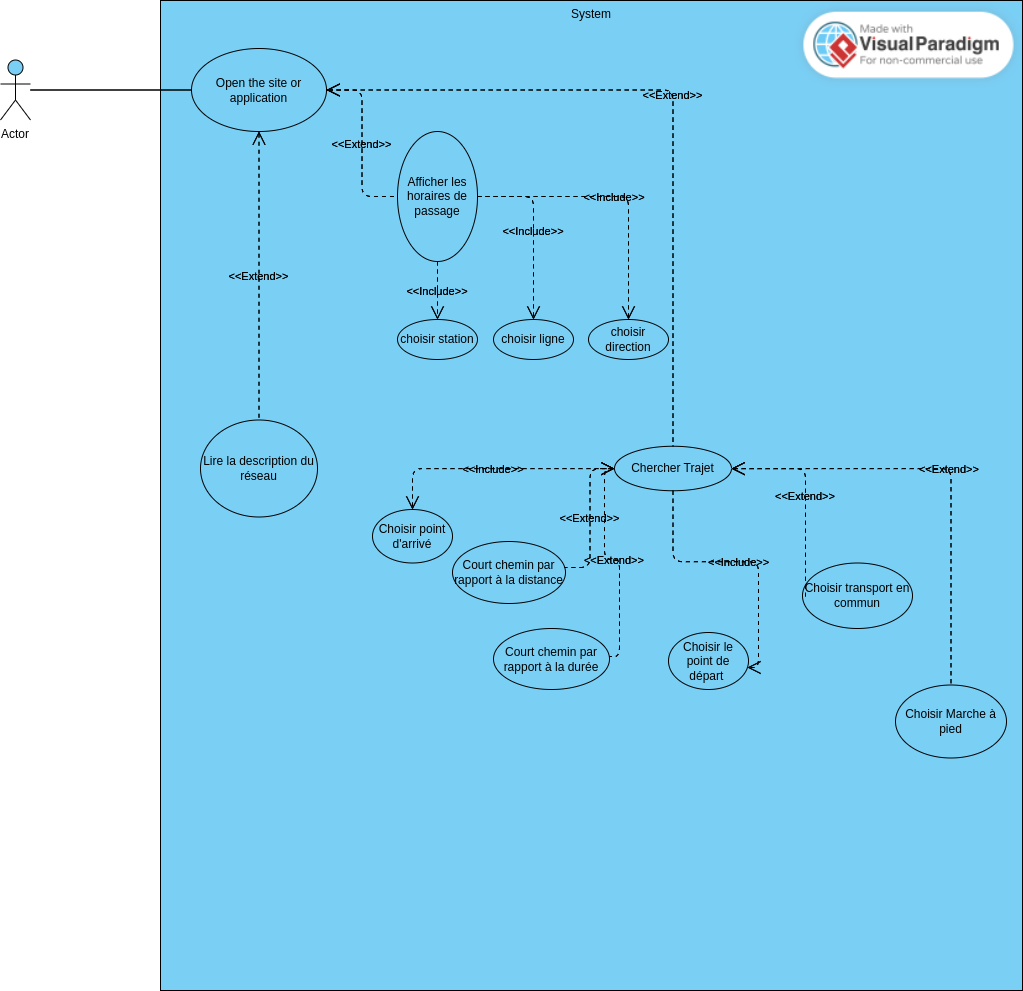 System
Made with
Visual Paradigm
For non-commercial use
Actor
Open the site or
application
<<Extend>>
<<Extend>>
Afficher les
horaires de
passage
<<Include>>
<<Include>>
<<Extend>>
<<Include>>
choisir station
choisir ligne
choisir
direction
Lire la description du
réseau
<<Include>>
Chercher Trajet
<<Extend>>
<<Extend>>
Choisir point
d'arrivé
<<Extend>>
<<Extend>>
<<Include>>
Court chemin par
rapport à la distance
Choisir transport en
commun
Court chemin par
rapport à la durée
Choisir le
point de
départ
Choisir Marche à
pied